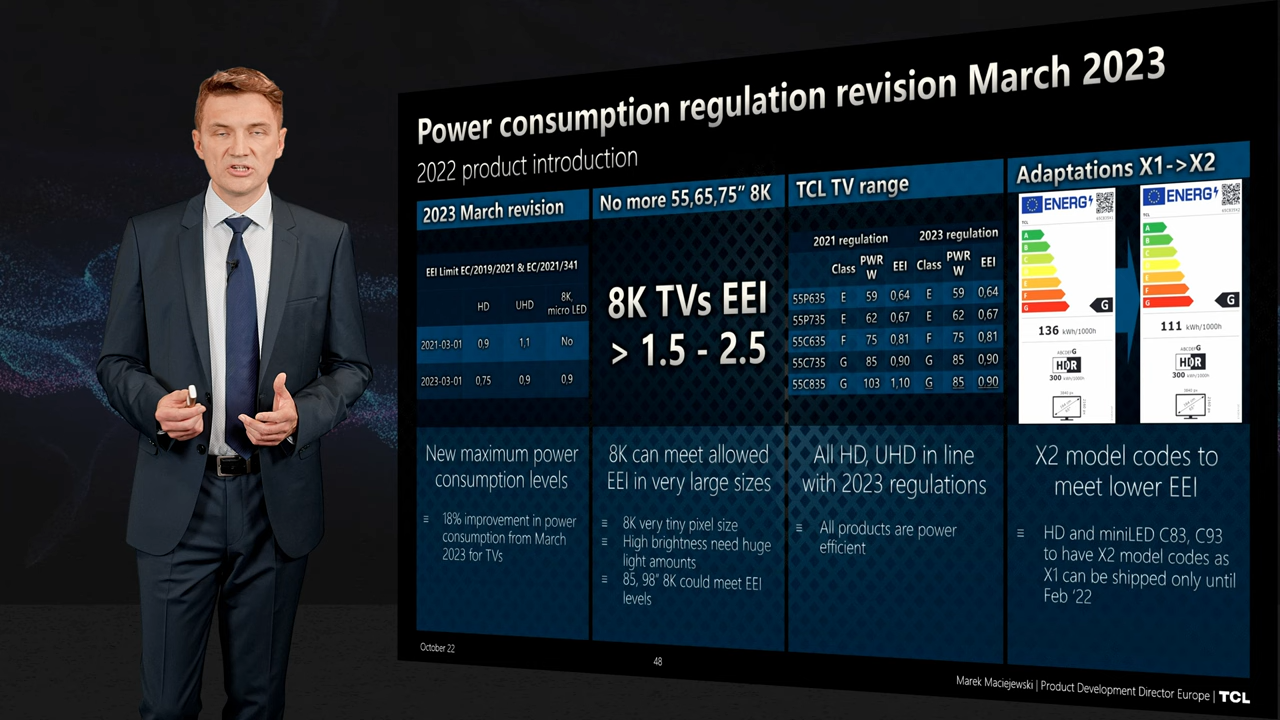 Power consumption regulation revision March 2023
2022 product introduction
2023 March revision
EEI Limit EC/2019/2021 & EC/2021/341
HD UHD 8K, micro LED
2021-03-01 0.9 1,1 No
2023-03-01 0,75 0,9 0,9
New maximum power
consumption levels
18% improvement in power
consumption from March
2023 for TVs
No more 55,65,75” 8K
8K TVs EEI
> 1.5 - 2.5
8K can meet allowed
EEI in very large sizes
8K very tiny pixel size
High brightness need huge
light amounts
85, 98” 8K could meet EEI
levels
TCL TV range
2021 regulation 2023 regulation
Class PWR W EEI Class PWR W EEI
55P635 E 59 0,64 E 59 0,64
55P735 E 62 0,67 E 62 0,67
55C635 F 75 0,81 F 75 0,81
55C735 G 85 0,90 G 85 0,90
55C835 G 103 1,10 G 85 0.90
All HD, UHD in line
with 2023 regulations
All products are power
efficient
Adaptations X1->X2
ENERG
TCL
A
B
C
D
E
F
G
G
136 kWh/1000h
ABCDEFG
HDR
300 kWh/1000h
ENERG
TCL
A
B
C
D
E
F
G
G
111 kWh/1000h
ABCDEFG
HDR
300 kWh/1000h
X2 model codes to
meet lower EEI
HD and miniLED C83, C93
to have X2 model codes as
X1 can be shipped only until
Feb ‘22
October 22
48
Marek Maciejewski | Product Development Director Europe | TCL